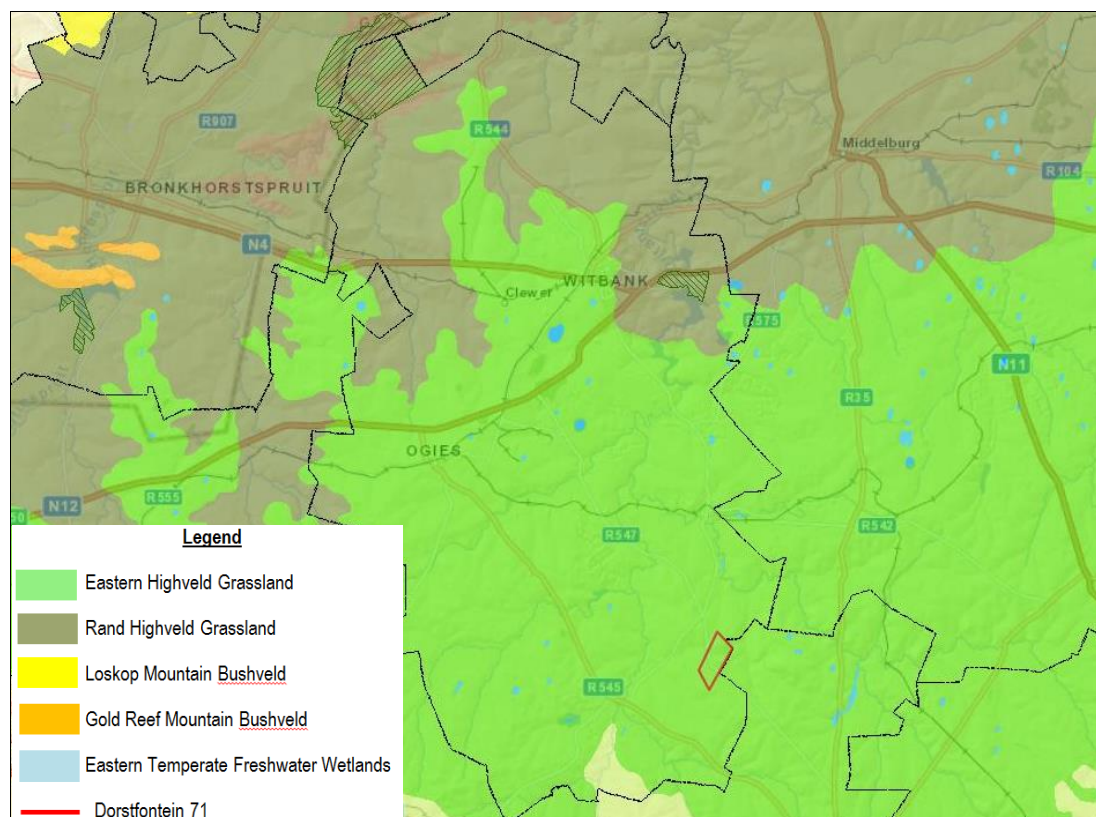 R907
R544
Middelburg
R104
BRONKHORSTSPRUIT
N4
WITBANK
Clewer
R575
N11
R35
OGIES
R555
N12
50
R547
R542
R545
Legend
Eastern Highveld Grassland
Rand Highveld Grassland
Loskop Mountain Bushveld
Gold Reef Mountain Bushveld
Eastern Temperate Freshwater Wetlands
Dorstfontein 71